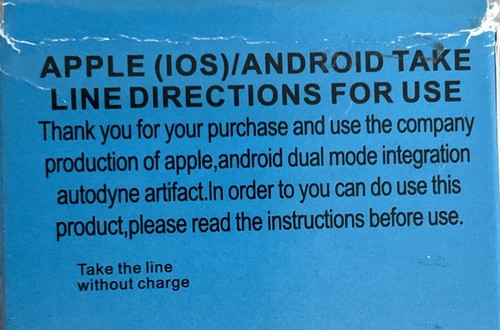 APPLE (IOS)/ANDROID TAKE
LINE DIRECTIONS FOR USE
Thank you for your purchase and use the company
production of apple,android dual mode integration
autodyne artifact.In order to you can do use this
product,please read the instructions before use.
Take the line
without charge